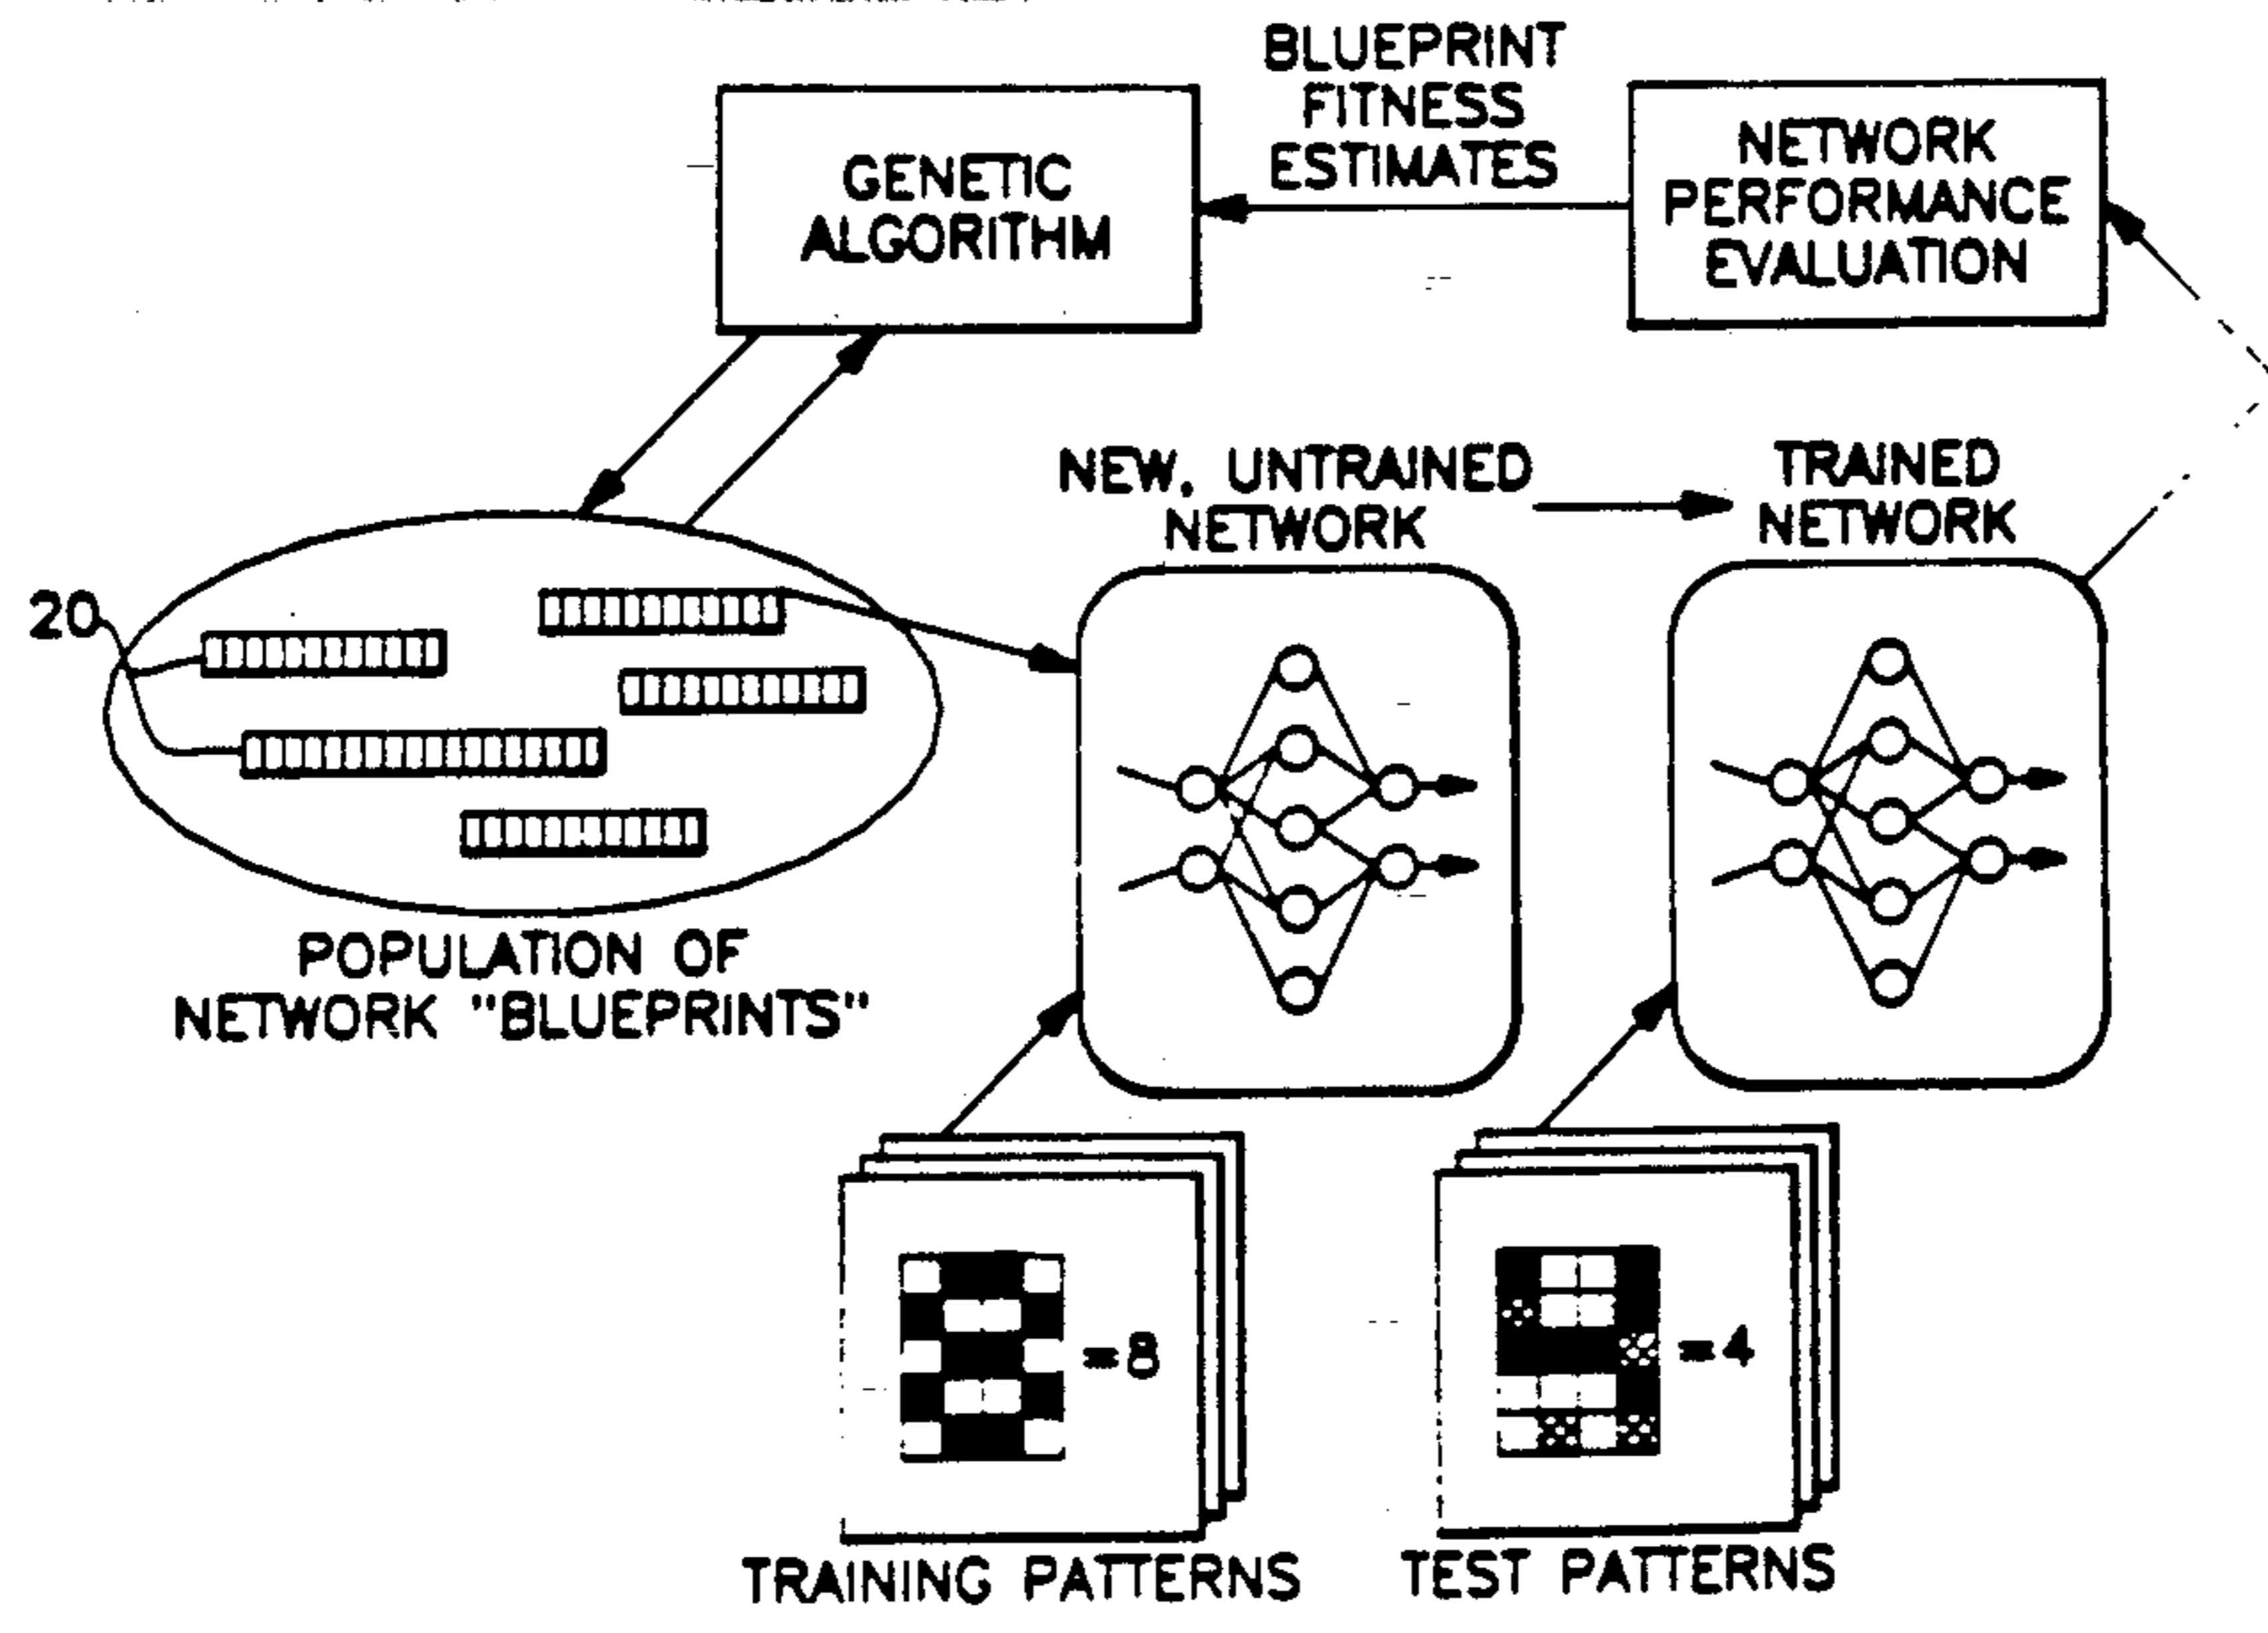 BLUEPRINT
FITNESS
ESTIMATES
GENETIC
ALGORITHM
NETWORK
PERFORMANCE
EVALUATION
NEW, UNTRAINED
NETWORK
TRAINED
NETWORK
20
POPULATION OF
NETWORK "BLUEPRINTS"
=8
=4
TRAINING PATTERNS
TEST PATTERNS